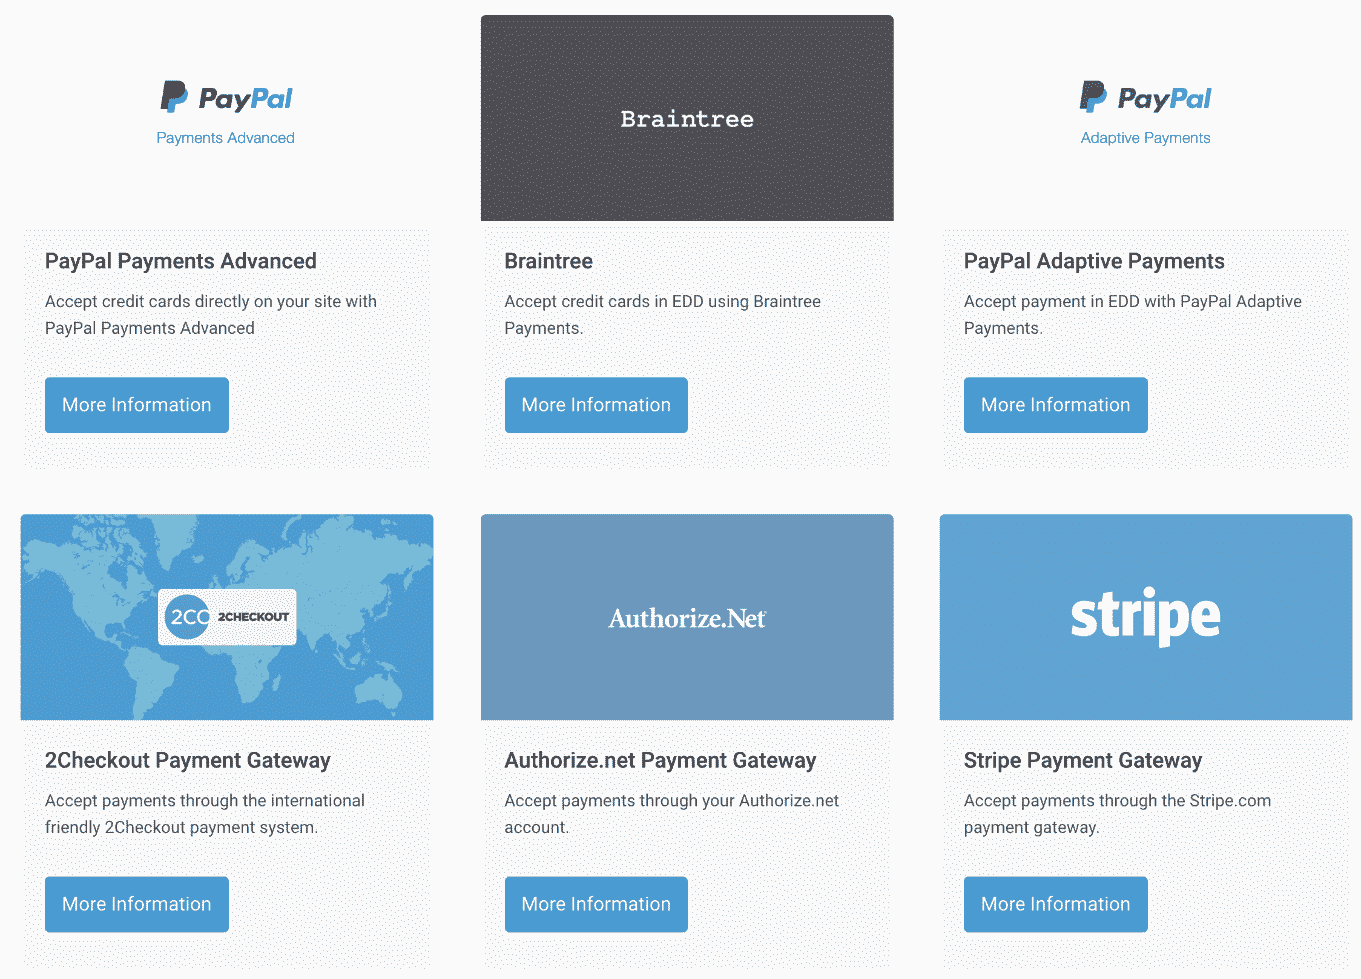 PayPal
Payments Advanced
Braintree
PayPal
Adaptive Payments
PayPal Payments Advanced
Accept credit cards directly on your site with
PayPal Payments Advanced
More Information
Braintree
Accept credit cards in EDD using Braintree
Payments.
More Information
PayPal Adaptive Payments
Accept payment in EDD with PayPal Adaptive
Payments.
More Information
2CO 2CHECKOUT
Authorize.Net
stripe
2Checkout Payment Gateway
Accept payments through the international
friendly 2Checkout payment system.
More Information
Authorize.net Payment Gateway
Accept payments through your Authorize.net
account.
More Information
Stripe Payment Gateway
Accept payments through the Stripe.com
payment gateway.
More Information